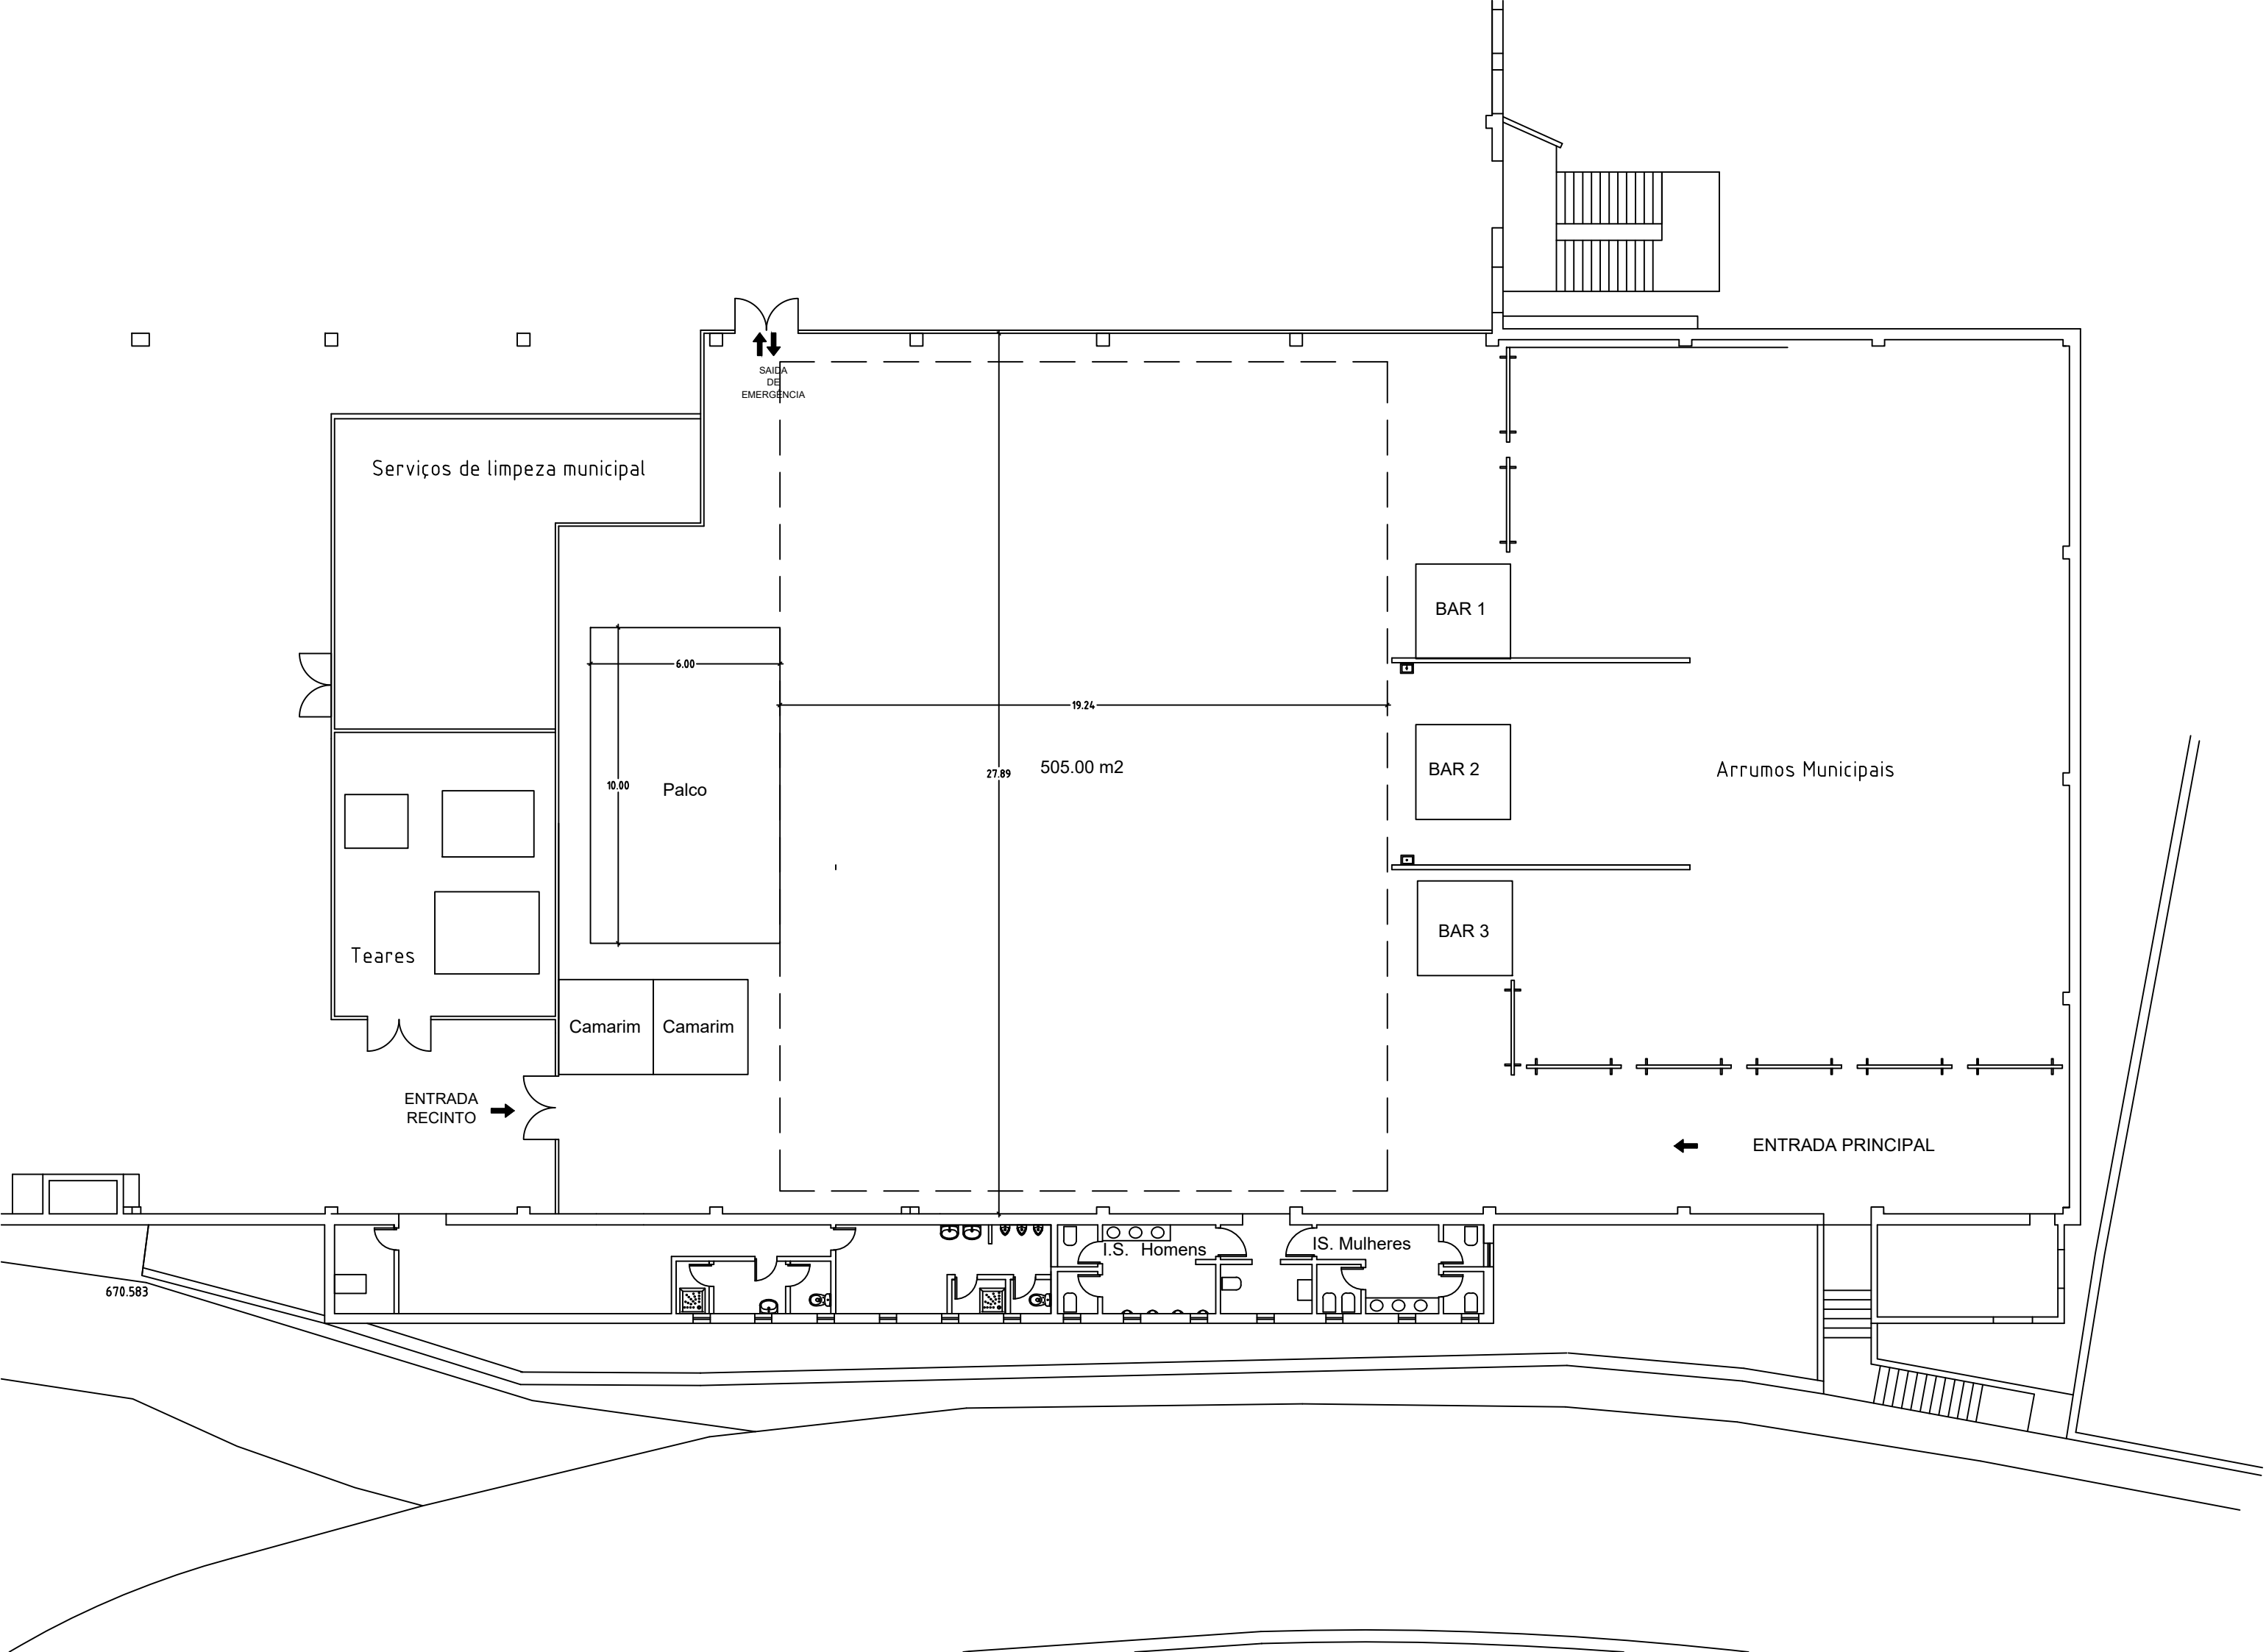 SAIDA
DE
EMERGÊNCIA
Serviços de limpeza municipal
BAR 1
6.00
19.24
505.00 m2
27.89
BAR 2
Arrumos Municipais
10.00
Palco
BAR 3
Teares
Camarim
Camarim
ENTRADA
RECINTO
ENTRADA PRINCIPAL
I.S. Homens
IS. Mulheres
670.583